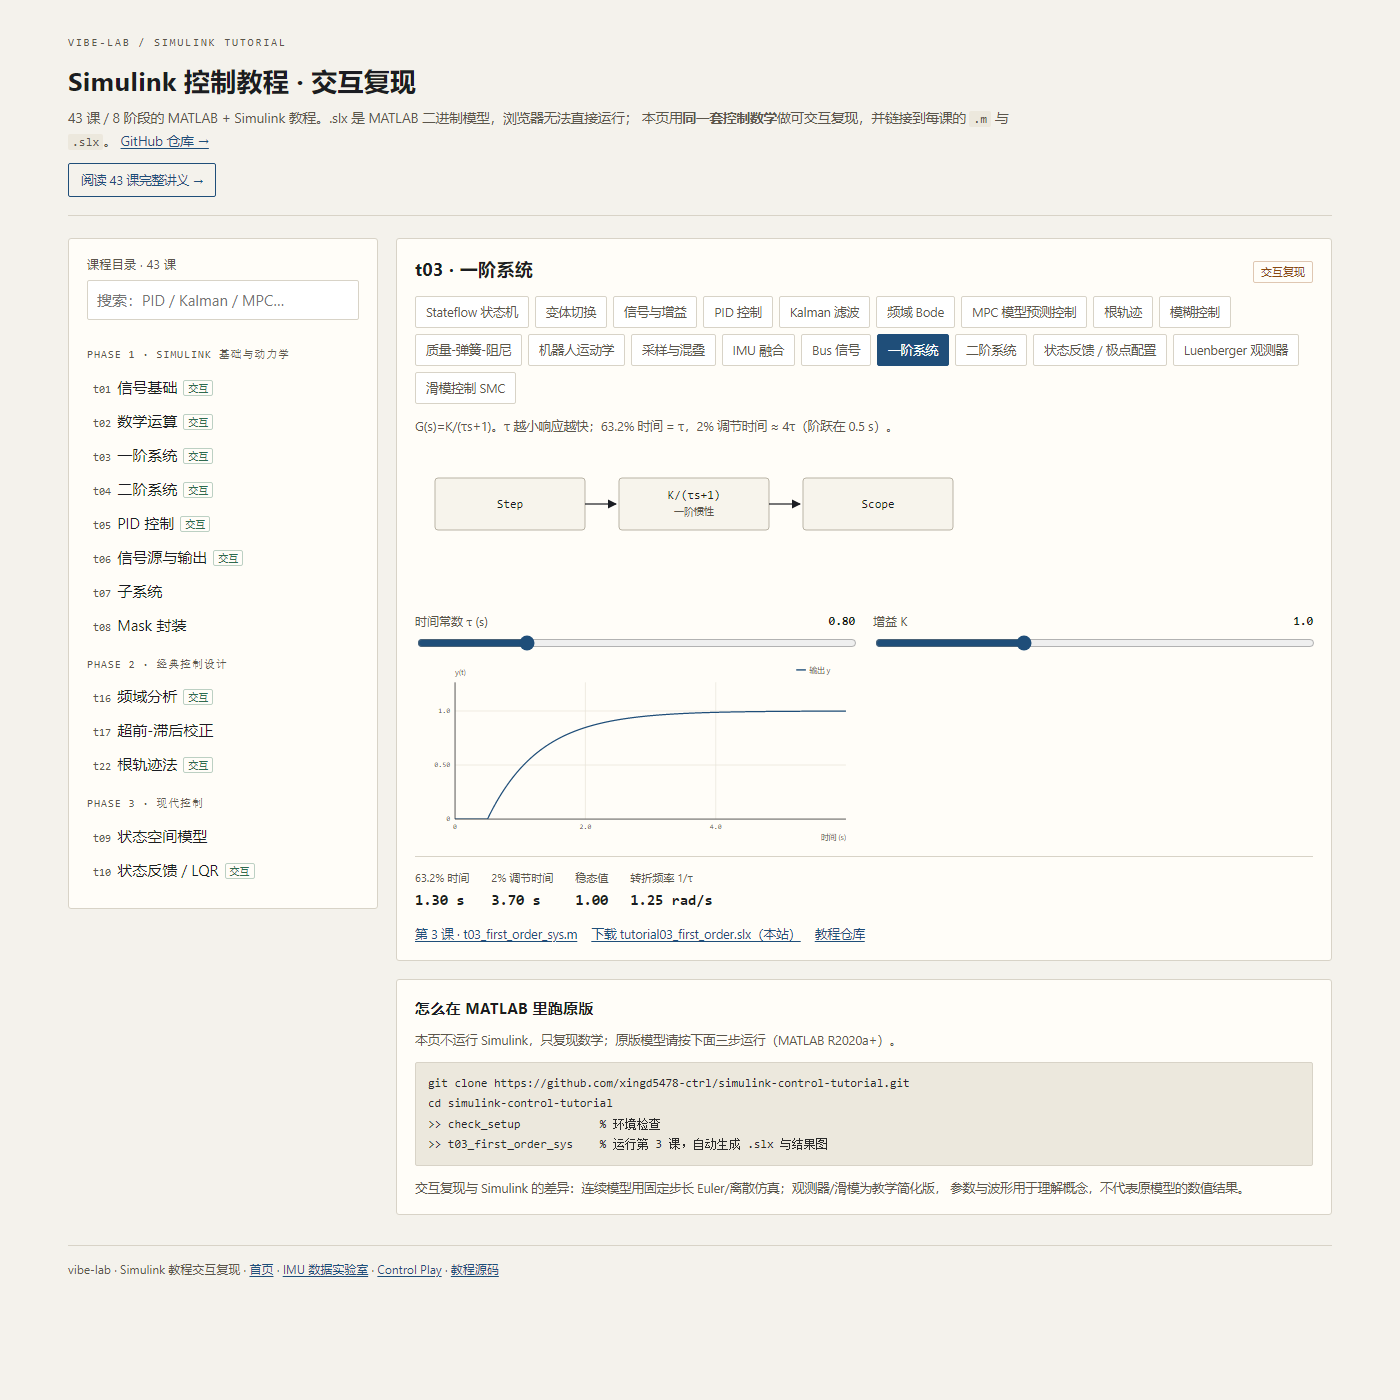 VIBE-LAB / SIMULINK TUTORIAL
Simulink 控制教程 · 交互复现
43 课 / 8 阶段的 MATLAB + Simulink 教程。.slx 是 MATLAB 二进制模型，浏览器无法直接运行； 本页用同一套控制数学做可交互复现，并链接到每课的 .m 与
.slx。 GitHub 仓库 →
阅读 43 课完整讲义 →
课程目录 · 43 课
搜索：PID / Kalman / MPC…
PHASE 1 · SIMULINK 基础与动力学
t01 信号基础 交互
t02 数学运算 交互
t03 一阶系统 交互
t04 二阶系统 交互
t05 PID 控制 交互
t06 信号源与输出 交互
t07 子系统
t08 Mask 封装
PHASE 2 · 经典控制设计
t16 频域分析 交互
t17 超前-滞后校正
t22 根轨迹法 交互
PHASE 3 · 现代控制
t09 状态空间模型
t10 状态反馈 / LQR 交互
t03 · 一阶系统
交互复现
Stateflow 状态机 变体切换 信号与增益 PID 控制 Kalman 滤波 频域 Bode MPC 模型预测控制 根轨迹 模糊控制
质量-弹簧-阻尼 机器人运动学 采样与混叠 IMU 融合 Bus 信号 一阶系统 二阶系统 状态反馈 / 极点配置 Luenberger 观测器
滑模控制 SMC
G(s)=K/(τs+1)。τ 越小响应越快；63.2% 时间 = τ，2% 调节时间 ≈ 4τ（阶跃在 0.5 s）。
Step
K/(τs+1)
一阶惯性
Scope
时间常数 τ (s) 0.80
增益 K 1.0
y(t)
输出 y
1.0
0.50
0
0 2.0 4.0
时间 (s)
63.2% 时间 2% 调节时间 稳态值 转折频率 1/τ
1.30 s 3.70 s 1.00 1.25 rad/s
第 3 课 · t03_first_order_sys.m 下载 tutorial03_first_order.slx（本站） 教程仓库
怎么在 MATLAB 里跑原版
本页不运行 Simulink，只复现数学；原版模型请按下面三步运行（MATLAB R2020a+）。
git clone https://github.com/xingd5478-ctrl/simulink-control-tutorial.git
cd simulink-control-tutorial
>> check_setup % 环境检查
>> t03_first_order_sys % 运行第 3 课，自动生成 .slx 与结果图
交互复现与 Simulink 的差异：连续模型用固定步长 Euler/离散仿真；观测器/滑模为教学简化版， 参数与波形用于理解概念，不代表原模型的数值结果。
vibe-lab · Simulink 教程交互复现 · 首页 · IMU 数据实验室 · Control Play · 教程源码